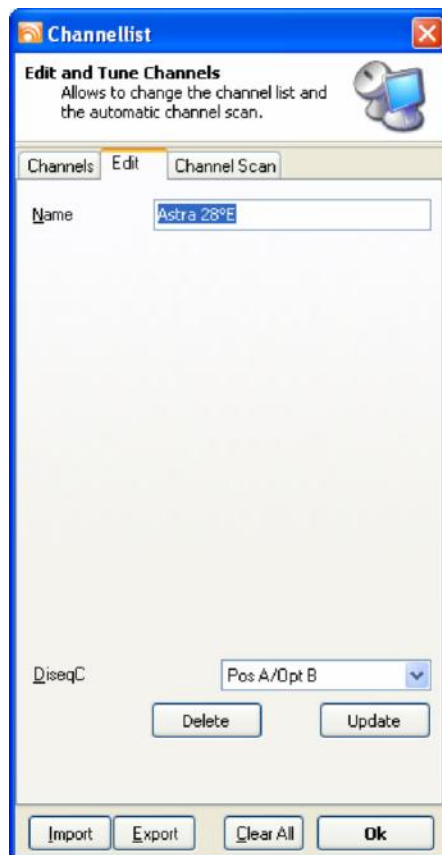 Channellist
Edit and Tune Channels
Allows to change the channel list and
the automatic channel scan.
Channels Edit Channel Scan
Name Astra 28ºE
DiseqC Pos A/Opt B
Delete Update
Import Export Clear All Ok